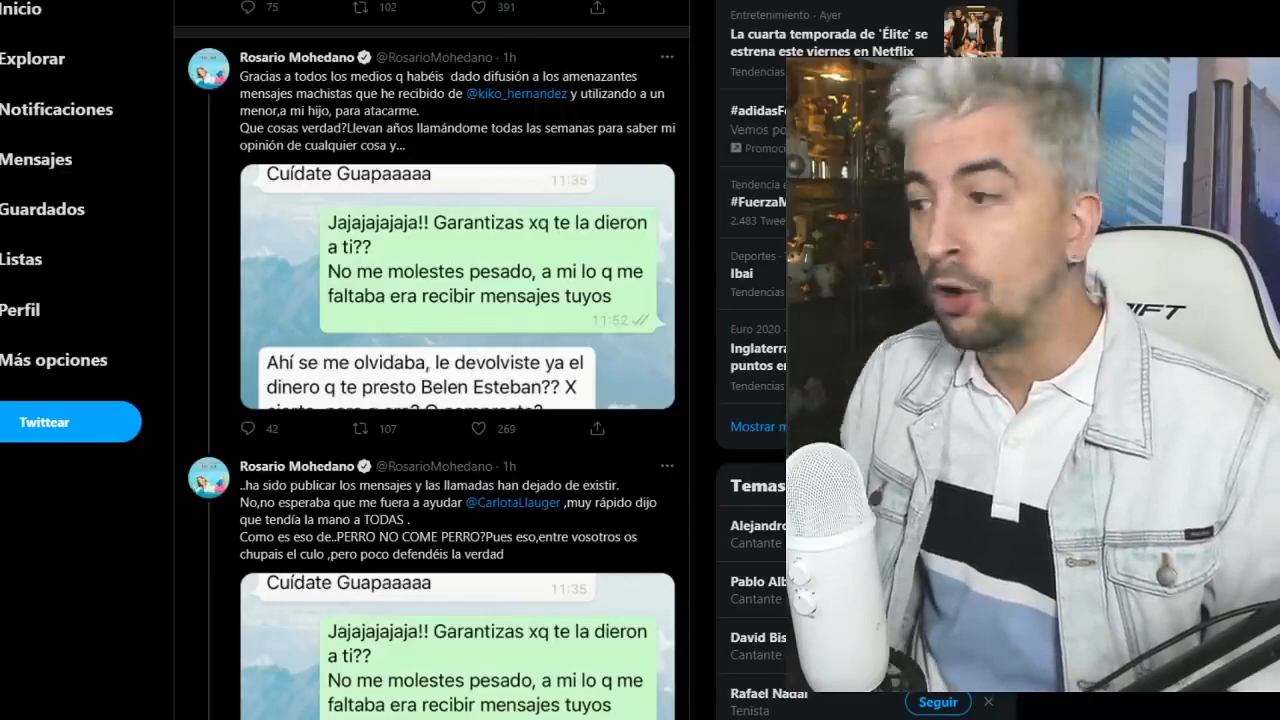 Inicio
Explorar
Notificaciones
Mensajes
Guardados
Listas
Perfil
Más opciones
Twittear
75 102 391
Rosario Mohedano @RosarioMohedano · 1h
Gracias a todos los medios q habéis dado difusión a los amenazantes
mensajes machistas que he recibido de @kiko_hernandez y utilizando a un
menor,a mi hijo, para atacarme.
Que cosas verdad?Llevan años llamándome todas las semanas para saber mi
opinión de cualquier cosa y...
Cuídate Guapaaaaa
11:35
Jajajajajaja!! Garantizas xq te la dieron
a ti??
No me molestes pesado, a mi lo q me
faltaba era recibir mensajes tuyos
11:52
Ahí se me olvidaba, le devolviste ya el
dinero q te presto Belen Esteban?? X
42 107 269
Rosario Mohedano @RosarioMohedano · 1h
..ha sido publicar los mensajes y las llamadas han dejado de existir.
No,no esperaba que me fuera a ayudar @CarlotaLlauger ,muy rápido dijo
que tendía la mano a TODAS .
Como es eso de..PERRO NO COME PERRO?Pues eso,entre vosotros os
chupais el culo ,pero poco defendéis la verdad
Cuídate Guapaaaaa
11:35
Jajajajajaja!! Garantizas xq te la dieron
a ti??
No me molestes pesado, a mi lo q me
faltaba era recibir mensajes tuyos
Entretenimiento · Ayer
La cuarta temporada de 'Élite' se
estrena este viernes en Netflix
Tendencias
#adidasF
Vemos
Promoci
Tendencia
#FuerzaM
2.483 Twee
Deportes ·
Ibai
Tendencias
Euro 2020
Inglaterr
puntos
Tendencias
Mostrar m
Temas
Alejandro
Cantante
Pablo Alb
Cantante
David Bis
Cantante
Rafael Nadal
Tenista
Seguir